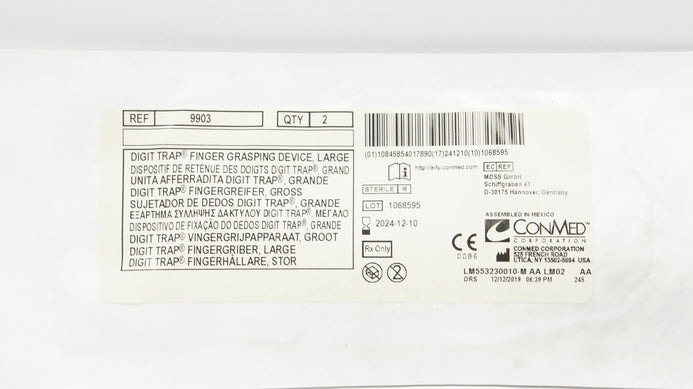 REF 9903 QTY 2
DIGIT TRAP® FINGER GRASPING DEVICE, LARGE
DISPOSITIF DE RETENUE DES DOIGTS DIGIT TRAP®, GRAND
UNITA AFFERRADITA DIGIT TRAP®, GRANDE
DIGIT TRAP® FINGERGREIFER, GROSS
SUJETADOR DE DEDOS DIGIT TRAP®, GRANDE
ΕΞΑΡΤΗΜΑ ΣΥΛΛΗΨΗΣ ΔΑΚΤΥΛΟΥ DIGIT TRAP®, ΜΕΓΑΛΟ
DISPOSITIVO DE FIXAÇÃO DO DEDOS DIGIT TRAP®, GRANDE
DIGIT TRAP® VINGERGRIJPAPPARAAT, GROOT
DIGIT TRAP® FINGERGRIBER, LARGE
DIGIT TRAP® FINGERHÅLLARE, STOR
(01)10845854017890(17)241210(10)1068595
http://eifu.conmed.com
EC REP
MDSS GmbH
Schiffgraben 41
D-30175 Hannover, Germany
STERILE R
LOT 1068595
2024-12-10
Rx Only
CE
0086
ASSEMBLED IN MEXICO
CONMED™
CORPORATION
CONMED CORPORATION
525 FRENCH ROAD
UTICA, NY 13502-5994 USA
LM553230010-M AA LM02 AA
ORS 12/12/2019 06:39 PM 245